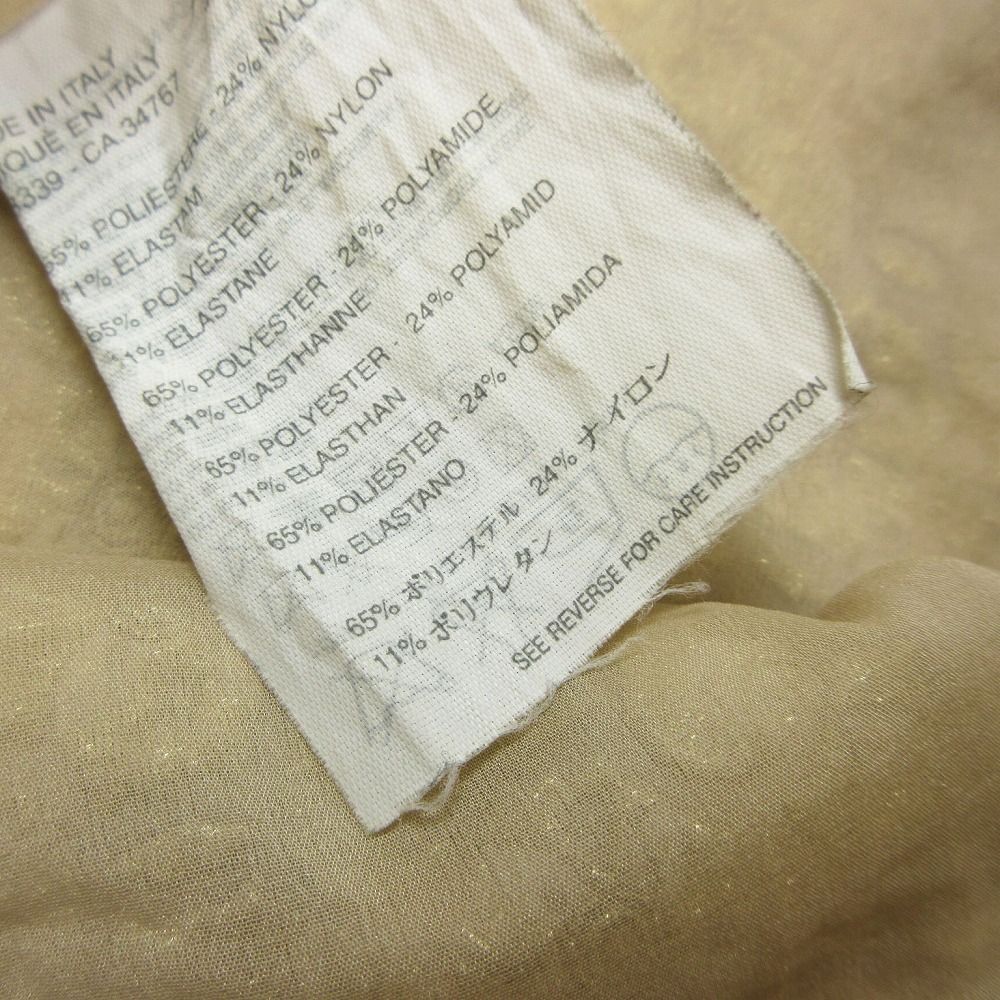 DE IN ITALY
QUÉ EN ITALY
339 - CA.34767
65% POLIESTERE - 24% NYLON
11% ELASTAM
65% POLYESTER - 24% NYLON
11% ELASTANE
65% POLYESTER - 24% POLYAMIDE
11% ELASTHANNE
65% POLYESTER - 24% POLYAMID
11% ELASTHAN
65% POLIESTER - 24% POLIAMIDA
11% ELASTANO
65% ポリエステル 24% ナイロン
11% ポリウレタン
SEE REVERSE FOR CARE INSTRUCTION